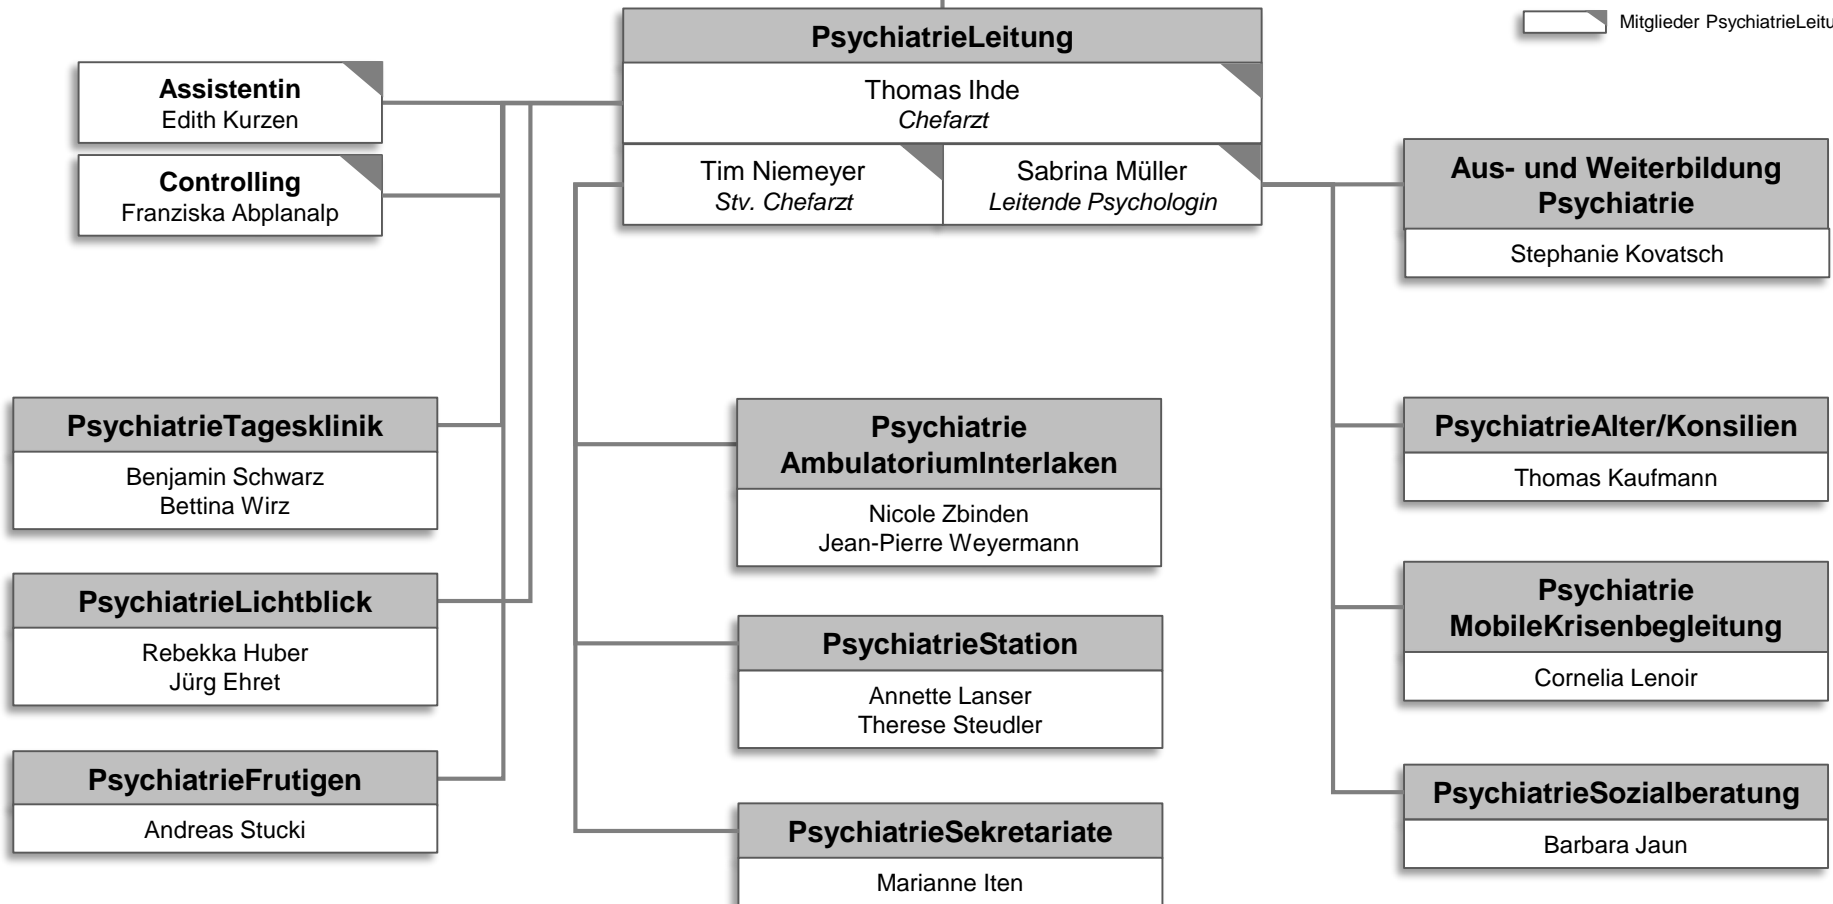 PsychiatrieLeitung
Thomas Ihde
Chefarzt
Tim Niemeyer
Stv. Chefarzt
Sabrina Müller
Leitende Psychologin
Mitglieder
Assistentin
Edith Kurzen
Controlling
Franziska Abplanalp
Aus- und Weiterbildung
Psychiatrie
Stephanie Kovatsch
PsychiatrieTagesklinik
Benjamin Schwarz
Bettina Wirz
Psychiatrie
AmbulatoriumInterlaken
Nicole Zbinden
Jean-Pierre Weyermann
PsychiatrieAlter/Konsilien
Thomas Kaufmann
PsychiatrieLichtblick
Rebekka Huber
Jürg Ehret
PsychiatrieStation
Annette Lanser
Therese Steudler
Psychiatrie
MobileKrisenbegleitung
Cornelia Lenoir
PsychiatrieFrutigen
Andreas Stucki
PsychiatrieSekretariate
Marianne Iten
PsychiatrieSozialberatung
Barbara Jaun